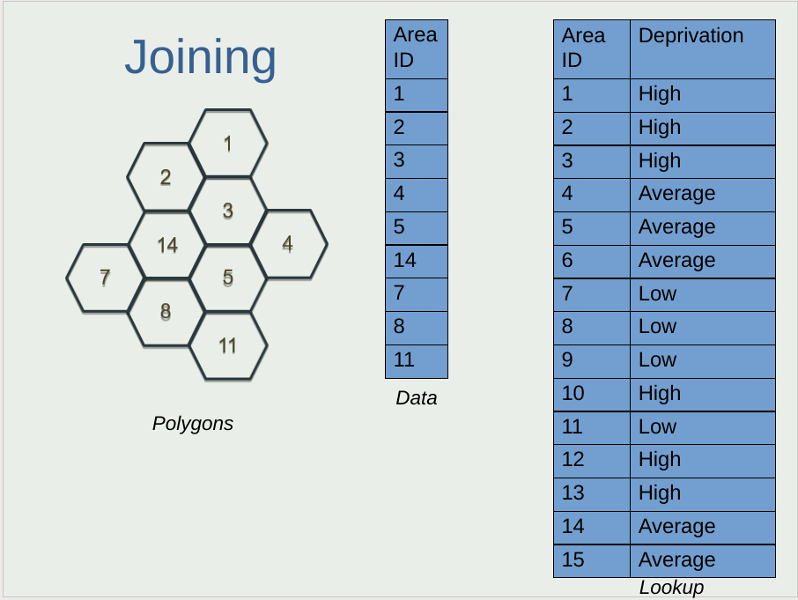 Joining
1
2
3
14
4
7
5
8
11
Polygons
Area
ID
1
2
3
4
5
14
7
8
11
Data
Area
ID
Deprivation
1 High
2 High
3 High
4 Average
5 Average
6 Average
7 Low
8 Low
9 Low
10 High
11 Low
12 High
13 High
14 Average
15 Average
Lookup